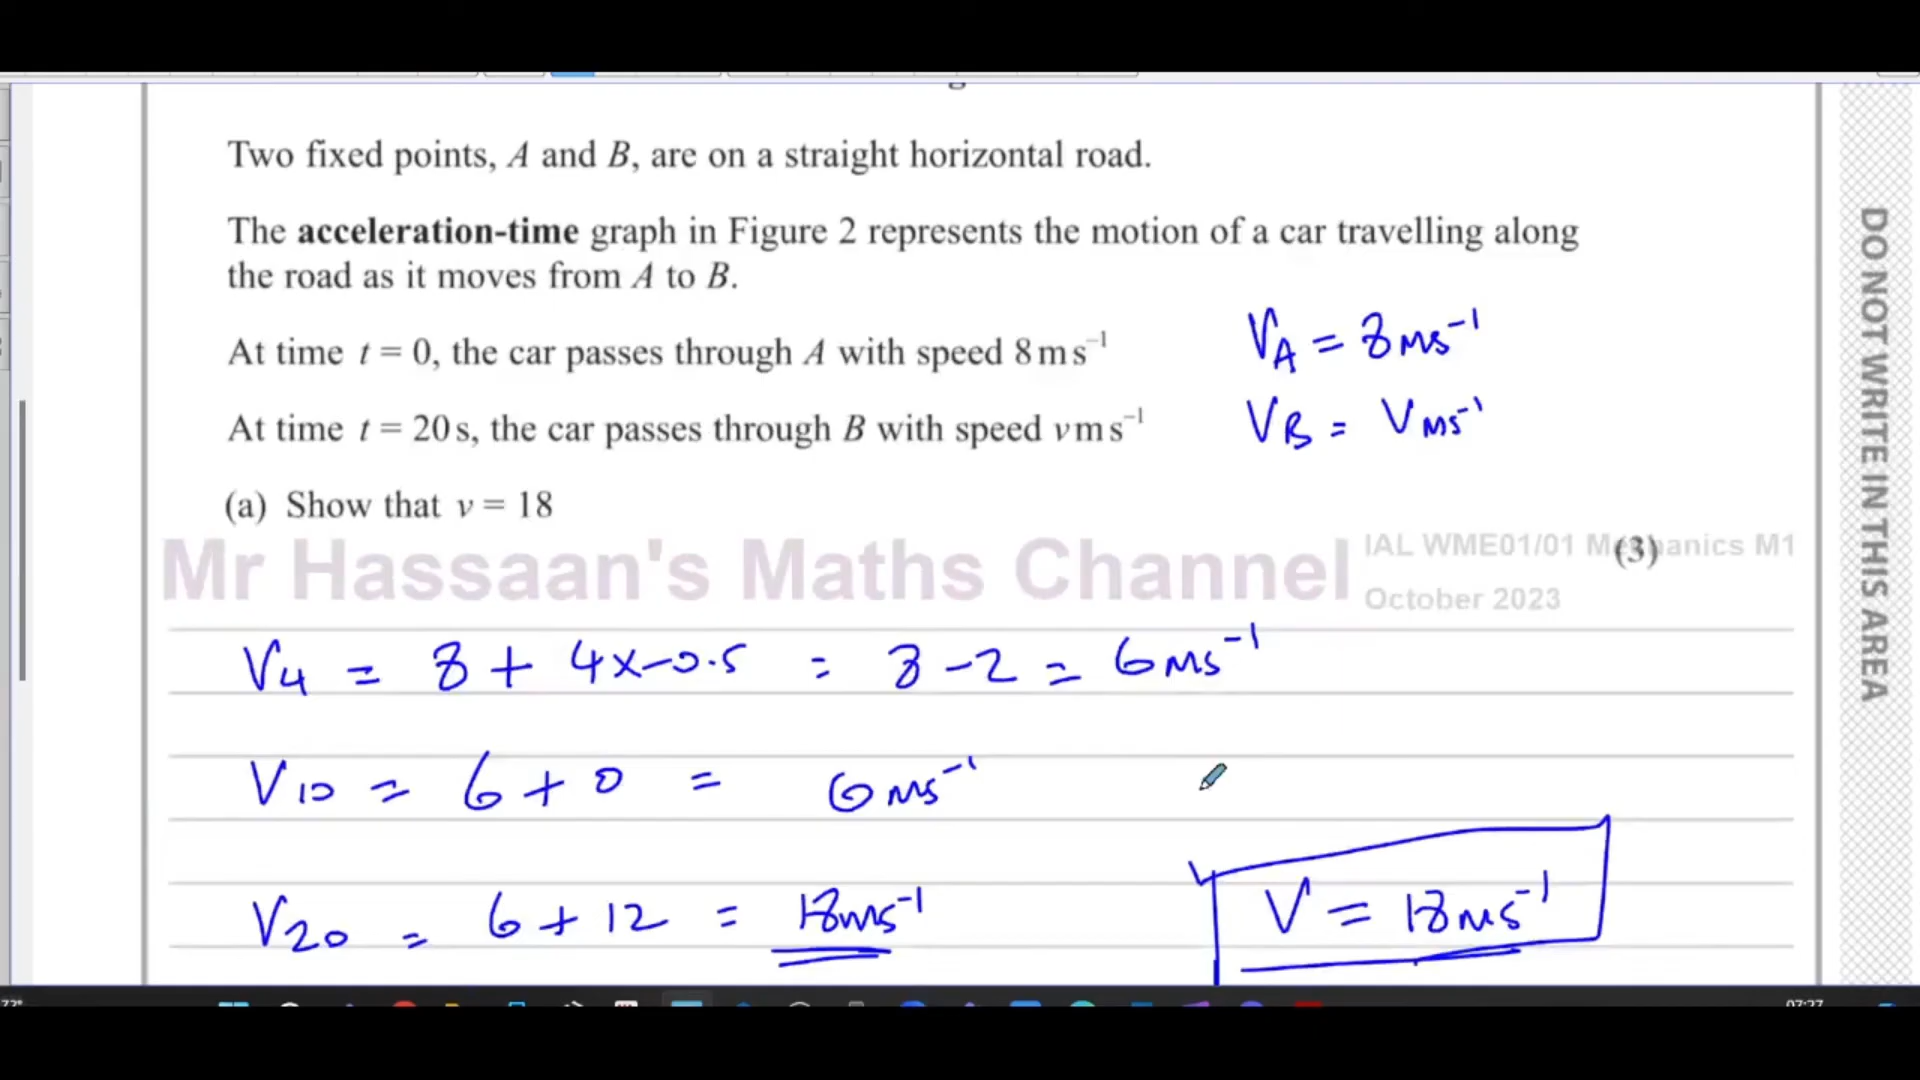 Two fixed points, A and B, are on a straight horizontal road.
The acceleration-time graph in Figure 2 represents the motion of a car travelling along
the road as it moves from A to B.
At time t = 0, the car passes through A with speed 8 m s⁻¹
V_A = 8ms⁻¹
At time t = 20 s, the car passes through B with speed v m s⁻¹
V_B = V ms⁻¹
(a) Show that v = 18
(3)
Mr Hassaan's Maths Channel
IAL WME01/01 Mechanics M1
October 2023
V₄ = 8 + 4x-0.5 = 8 - 2 = 6ms⁻¹
V₁₀ = 6 + 0 = 6ms⁻¹
V₂₀ = 6 + 12 = 18ms⁻¹
V = 18ms⁻¹
DO NOT WRITE IN THIS AREA
72°
07:27